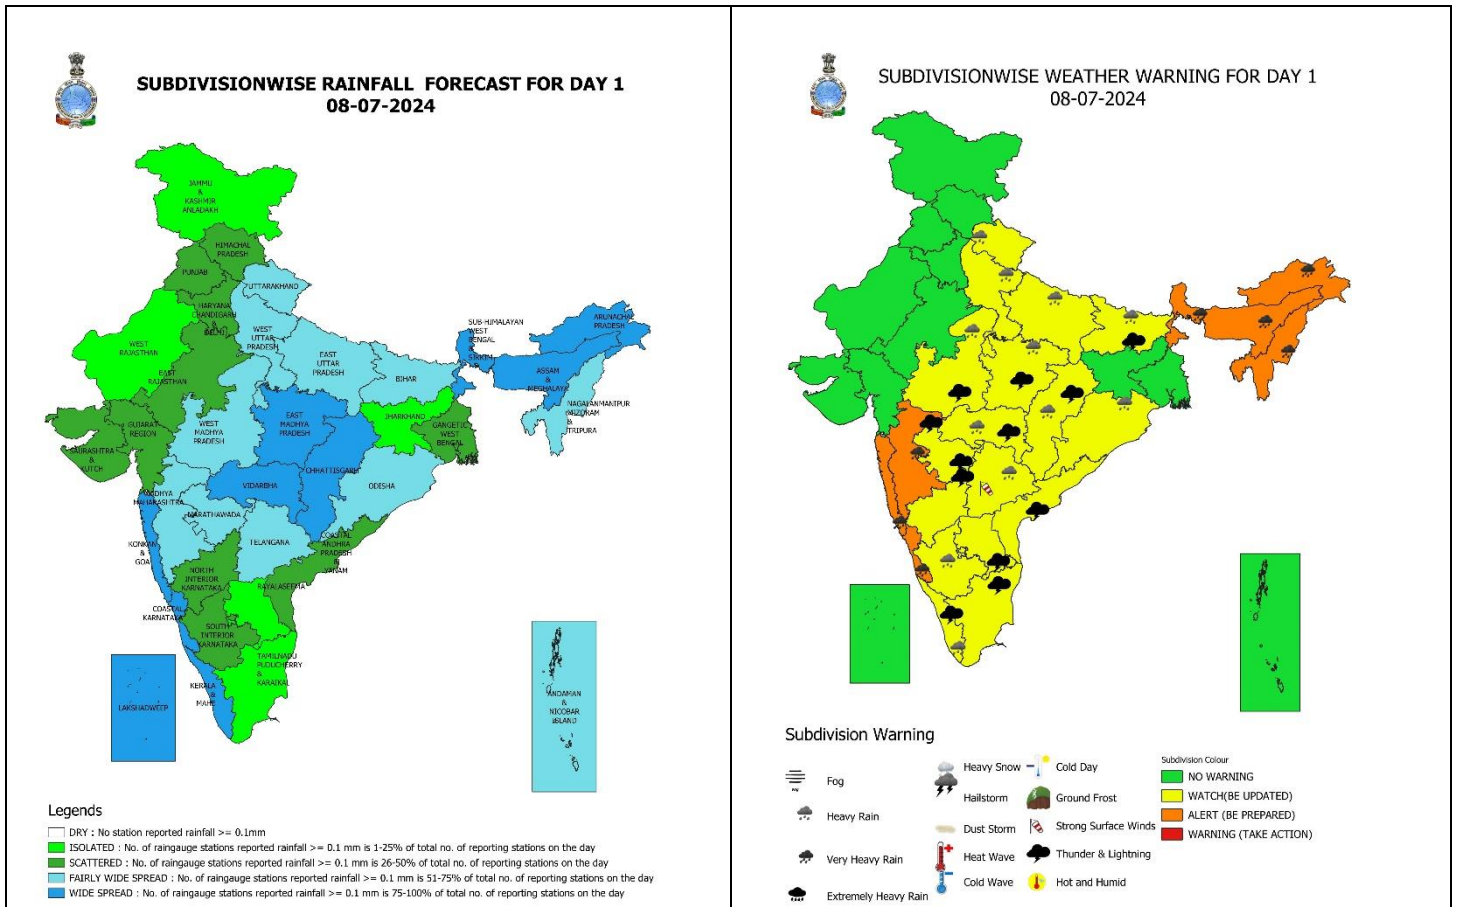 SUBDIVISIONWISE RAINFALL FORECAST FOR DAY 1
08-07-2024
JAMMU
&
KASHMIR
ANLADAKH
HIMACHAL
PRADESH
PUNJAB
UTTARAKHAND
HARYANA
CHANDIGARH
&
DELHI
WEST
UTTAR
PRADESH
WEST
RAJASTHAN
EAST
RAJASTHAN
EAST
UTTAR
PRADESH
BIHAR
SUB-HIMALAYAN
WEST
BENGAL
&
SIKKIM
ARUNACHAL
PRADESH
ASSAM
&
MEGHALAYA
NAGALANMANIPUR
MIZORAM
&
TRIPURA
JHARKHAND
GANGETIC
WEST
BENGAL
GUJARAT
REGION
SAURASHTRA
&
KUTCH
WEST
MADHYA
PRADESH
EAST
MADHYA
PRADESH
CHHATTISGARH
VIDARBHA
ODESHA
MADHYA
MAHARASHTRA
MARATHAWADA
KONKAN
&
GOA
TELANGANA
COASTAL
ANDHRA
PRADESH
&
YANAM
NORTH
INTERIOR
KARNATAKA
RAYALASEEMA
COASTAL
KARNATAKA
SOUTH
INTERIOR
KARNATAKA
TAMILNADU
PUDUCHERRY
&
KARAIKAL
KERALA
&
MAHE
LAKSHADWEEP
ANDAMAN
&
NICOBAR
ISLAND
Legends
DRY : No station reported rainfall >= 0.1mm
ISOLATED : No. of raingauge stations reported rainfall >= 0.1 mm is 1-25% of total no. of reporting stations on the day
SCATTERED : No. of raingauge stations reported rainfall >= 0.1 mm is 26-50% of total no. of reporting stations on the day
FAIRLY WIDE SPREAD : No. of raingauge stations reported rainfall >= 0.1 mm is 51-75% of total no. of reporting stations on the day
WIDE SPREAD : No. of raingauge stations reported rainfall >= 0.1 mm is 75-100% of total no. of reporting stations on the day
SUBDIVISIONWISE WEATHER WARNING FOR DAY 1
08-07-2024
Subdivision Warning
Fog
Heavy Rain
Very Heavy Rain
Extremely Heavy Rain
Heavy Snow
Hailstorm
Dust Storm
Heat Wave
Cold Wave
Cold Day
Ground Frost
Strong Surface Winds
Thunder & Lightning
Hot and Humid
Subdivision Colour
NO WARNING
WATCH(BE UPDATED)
ALERT (BE PREPARED)
WARNING (TAKE ACTION)